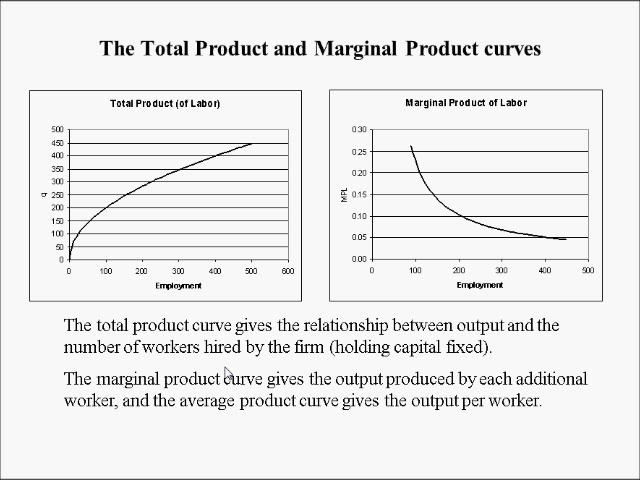 The Total Product and Marginal Product curves
Total Product (of Labor)
500
450
400
350
300
250
200
150
100
50
0
q
0 100 200 300 400 500 600
Employment
Marginal Product of Labor
0.30
0.25
0.20
0.15
0.10
0.05
0.00
MPL
0 100 200 300 400 500
Employment
The total product curve gives the relationship between output and the
number of workers hired by the firm (holding capital fixed).
The marginal product curve gives the output produced by each additional
worker, and the average product curve gives the output per worker.